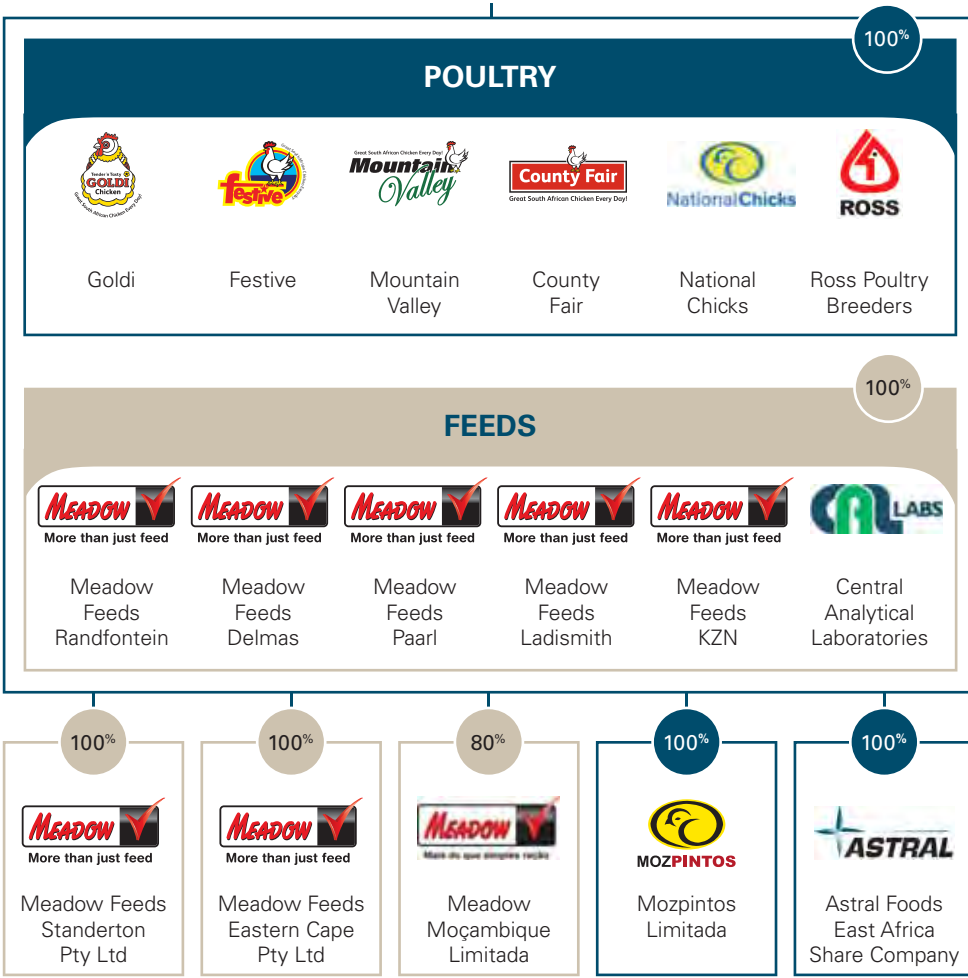 100%
POULTRY
Tender 'n Tasty
GOLDI
Chicken
Great South African Chicken Every Day!
festive
Great South African Chicken Every Day!
Mountain
Valley
County Fair
Great South African Chicken Every Day!
NationalChicks
ROSS
Goldi
Festive
Mountain
Valley
County
Fair
National
Chicks
Ross Poultry
Breeders
100%
FEEDS
MEADOW
More than just feed
MEADOW
More than just feed
MEADOW
More than just feed
MEADOW
More than just feed
MEADOW
More than just feed
CAL LABS
Meadow
Feeds
Randfontein
Meadow
Feeds
Delmas
Meadow
Feeds
Paarl
Meadow
Feeds
Ladismith
Meadow
Feeds
KZN
Central
Analytical
Laboratories
100%
MEADOW
More than just feed
Meadow Feeds
Standerton
Pty Ltd
100%
MEADOW
More than just feed
Meadow Feeds
Eastern Cape
Pty Ltd
80%
MEADOW
Mais do que simples ração
Meadow
Moçambique
Limitada
100%
MOZPINTOS
Mozpintos
Limitada
100%
ASTRAL
Astral Foods
East Africa
Share Company